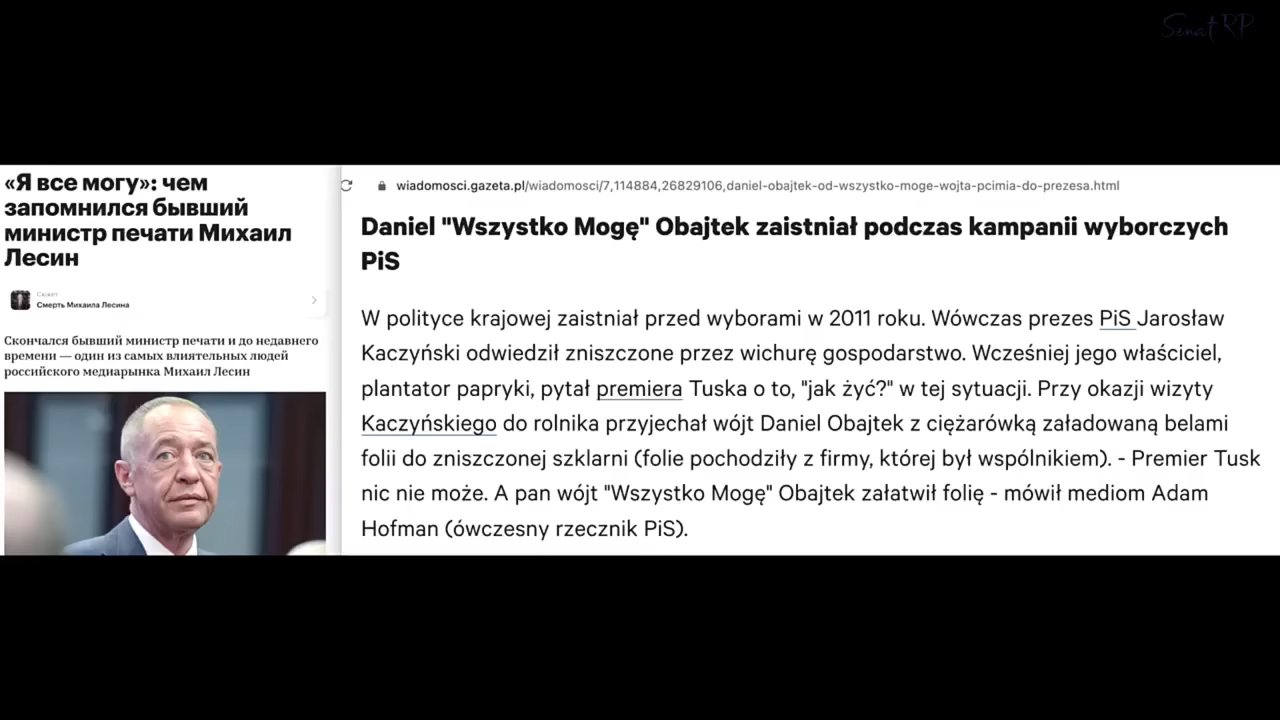 Senat RP
«Я все могу»: чем
запомнился бывший
министр печати Михаил
Лесин
Сюжет
Смерть Михаила Лесина
Скончался бывший министр печати и до недавнего
времени — один из самых влиятельных людей
российского медиарынка Михаил Лесин
wiadomosci.gazeta.pl/wiadomosci/7,114884,26829106,daniel-obajtek-od-wszystko-moge-wojta-pcimia-do-prezesa.html
Daniel "Wszystko Mogę" Obajtek zaistniał podczas kampanii wyborczych
PiS
W polityce krajowej zaistniał przed wyborami w 2011 roku. Wówczas prezes PiS Jarosław
Kaczyński odwiedził zniszczone przez wichurę gospodarstwo. Wcześniej jego właściciel,
plantator papryki, pytał premiera Tuska o to, "jak żyć?" w tej sytuacji. Przy okazji wizyty
Kaczyńskiego do rolnika przyjechał wójt Daniel Obajtek z ciężarówką załadowaną belami
folii do zniszczonej szklarni (folie pochodziły z firmy, której był wspólnikiem). - Premier Tusk
nic nie może. A pan wójt "Wszystko Mogę" Obajtek załatwił folię - mówił mediom Adam
Hofman (ówczesny rzecznik PiS).